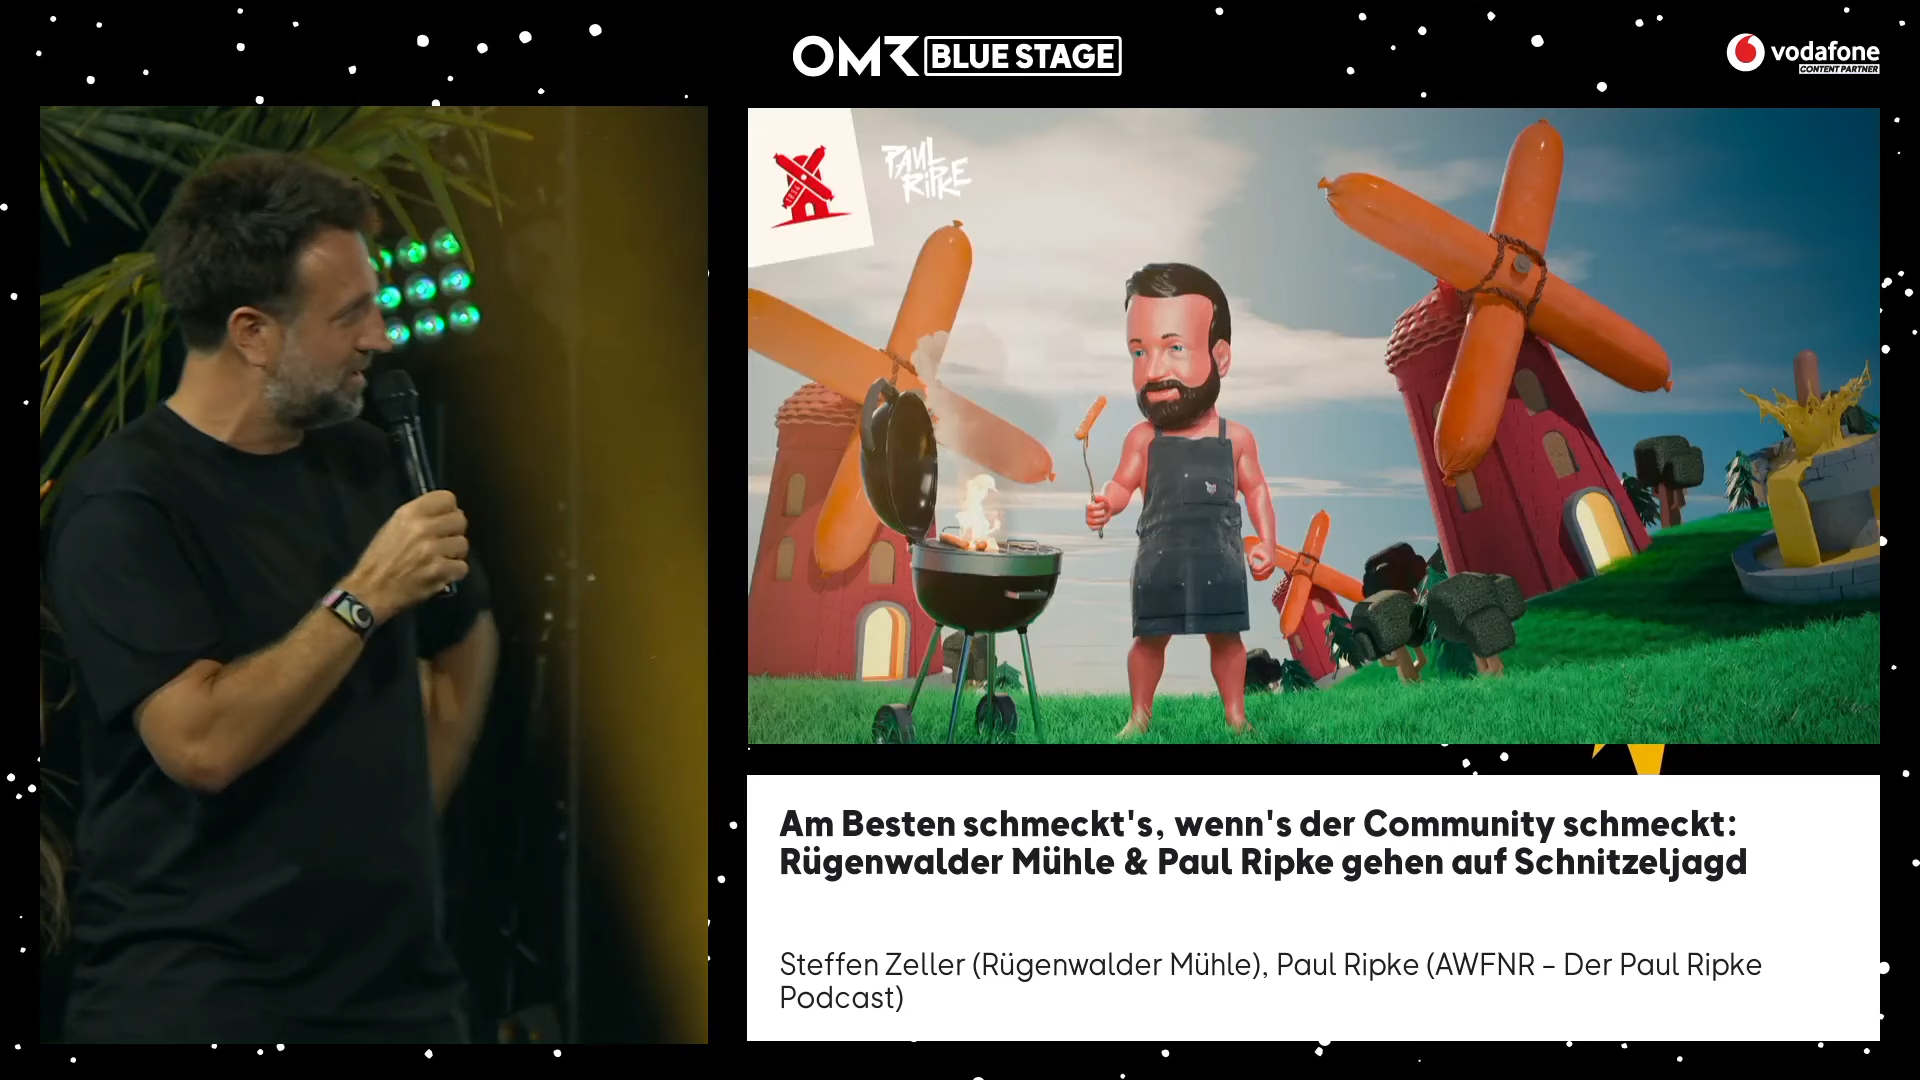 OMR BLUE STAGE
vodafone
CONTENT PARTNER
PAUL
RIPKE
Am Besten schmeckt's, wenn's der Community schmeckt:
Rügenwalder Mühle & Paul Ripke gehen auf Schnitzeljagd
Steffen Zeller (Rügenwalder Mühle), Paul Ripke (AWFNR – Der Paul Ripke
Podcast)